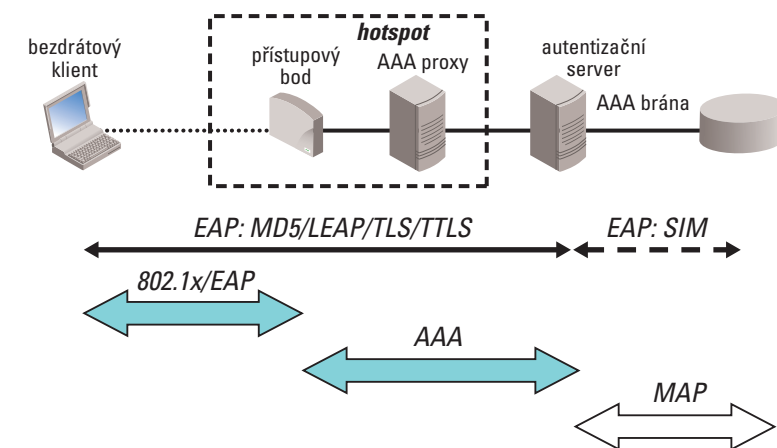 hotspot
bezdrátový
klient
přístupový
bod
AAA proxy
autentizační
server
AAA brána
EAP: MD5/LEAP/TLS/TTLS
EAP: SIM
802.1x/EAP
AAA
MAP